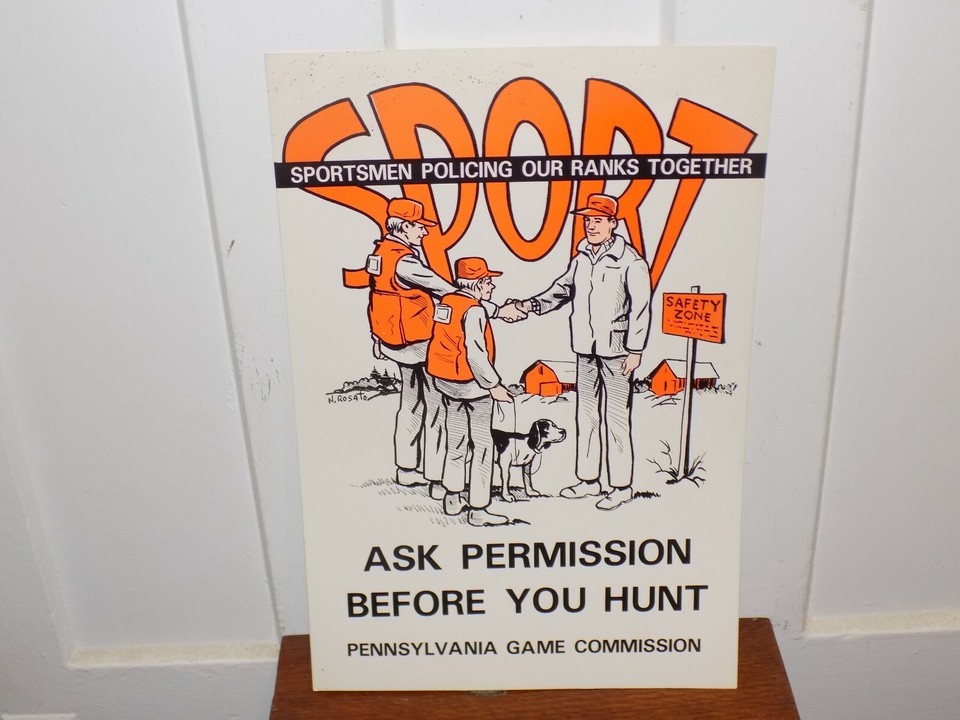 SPORT
SPORTSMEN POLICING OUR RANKS TOGETHER
SAFETY
ZONE
N. ROSATO
ASK PERMISSION
BEFORE YOU HUNT
PENNSYLVANIA GAME COMMISSION